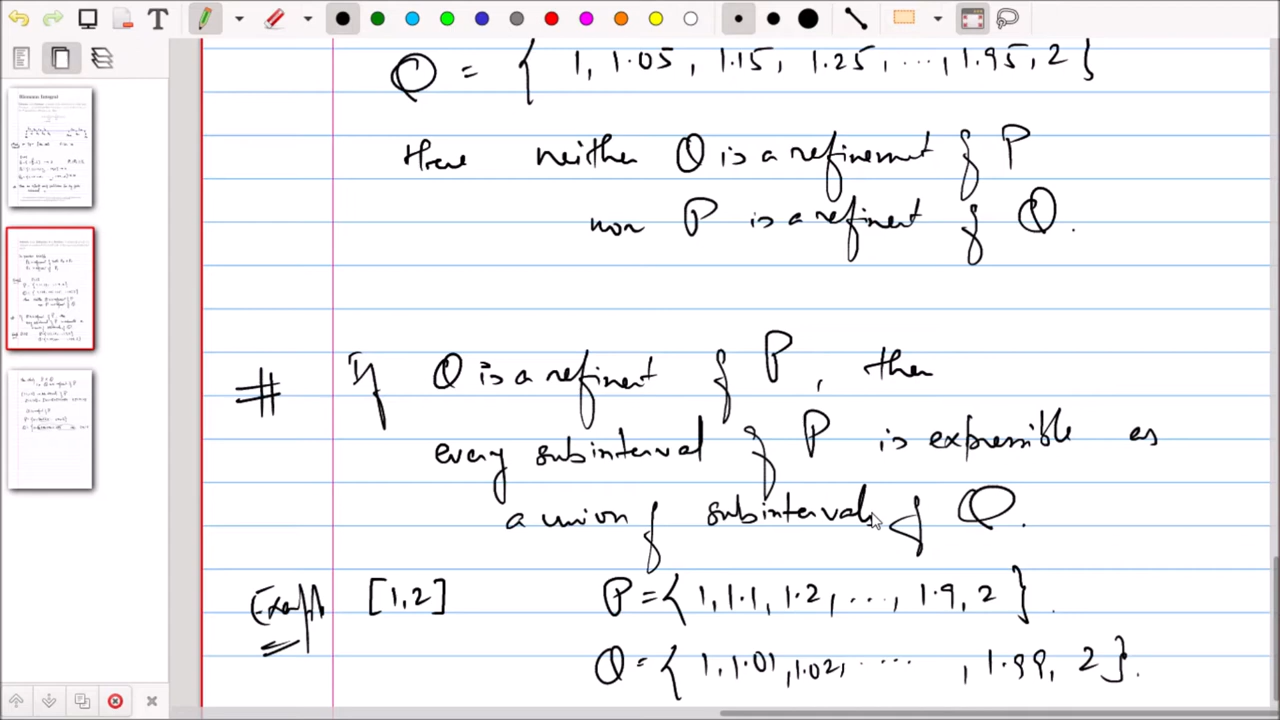 Q = { 1, 1.05, 1.15, 1.25, ..., 1.95, 2 }
Here neither Q is a refinement of P
nor P is a refinent of Q.
# If Q is a refinent of P, then
every subinterval of P is expressible as
a union of subintervals of Q.
Example [1,2] P = { 1, 1.1, 1.2, ..., 1.9, 2 }.
Q = { 1, 1.01, 1.02, ...., 1.99, 2 }.